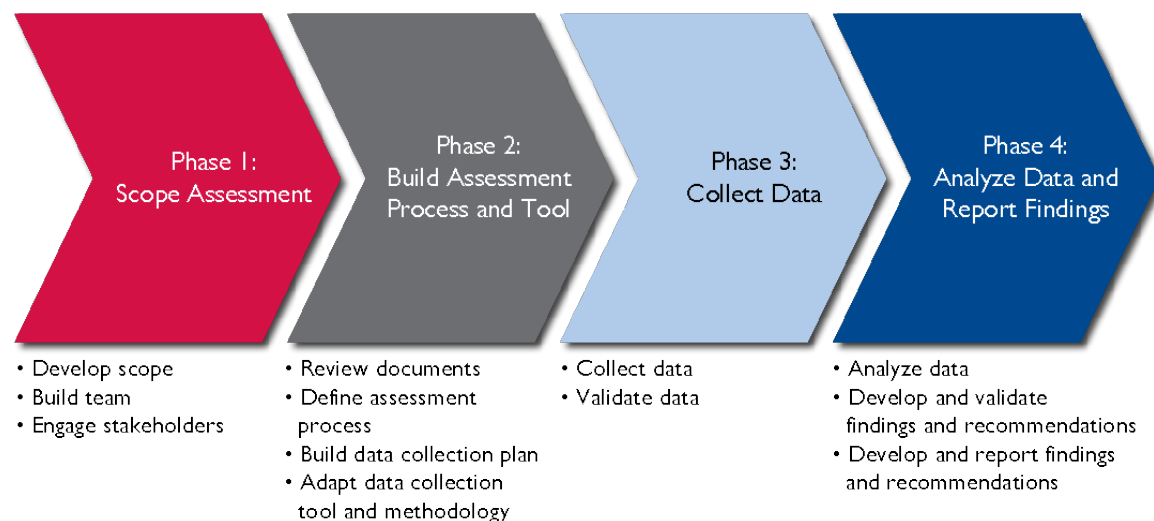 Phase 1:
Scope Assessment
Phase 2:
Build Assessment
Process and Tool
Phase 3:
Collect Data
Phase 4:
Analyze Data and
Report Findings
• Develop scope
• Build team
• Engage stakeholders
• Review documents
• Define assessment
process
• Build data collection plan
• Adapt data collection
tool and methodology
• Collect data
• Validate data
• Analyze data
• Develop and validate
findings and recommendations
• Develop and report findings
and recommendations